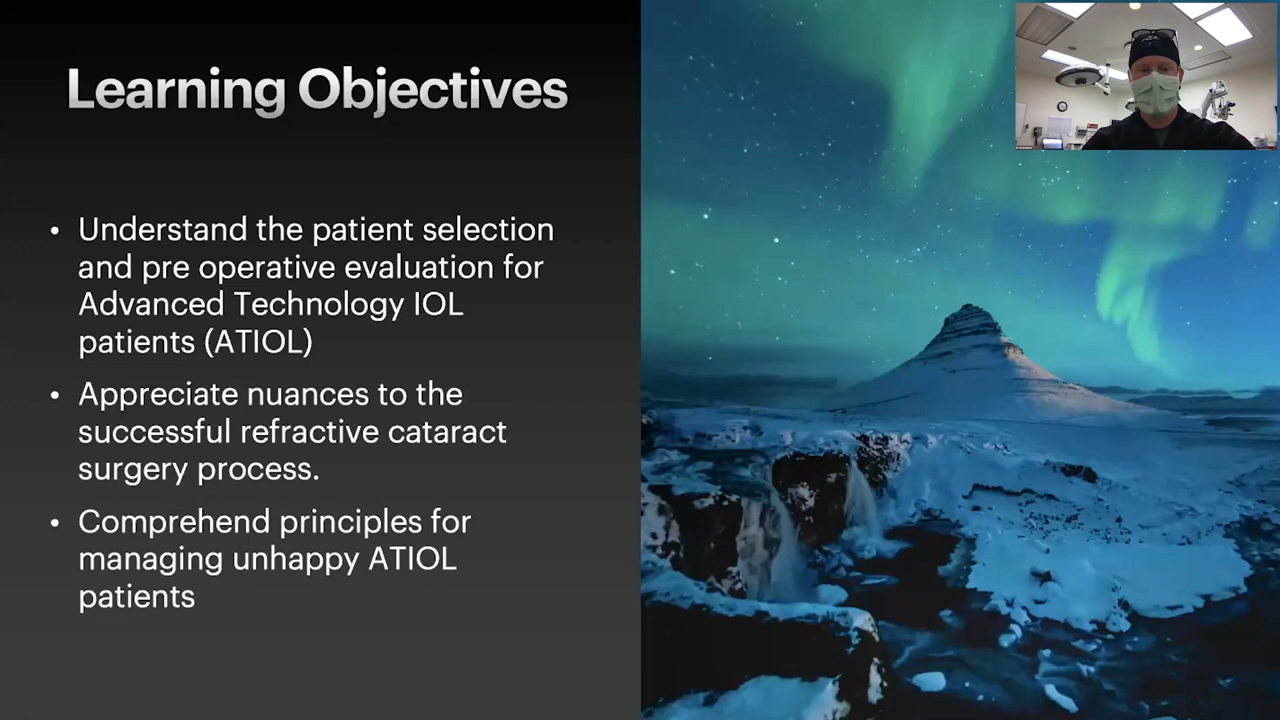 Learning Objectives
• Understand the patient selection
and pre operative evaluation for
Advanced Technology IOL
patients (ATIOL)
• Appreciate nuances to the
successful refractive cataract
surgery process.
• Comprehend principles for
managing unhappy ATIOL
patients